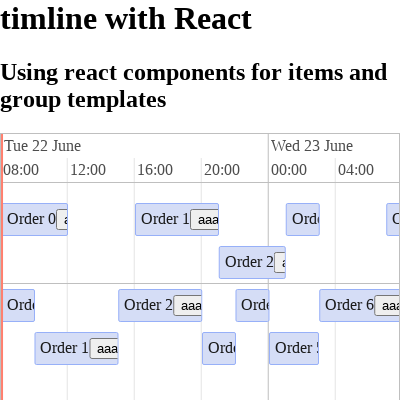 timline with React
Using react components for items and
group templates
Tue 22 June Wed 23 June
08:00 12:00 16:00 20:00 00:00 04:00
Order 0 Order 1 aaa Orde
Order 2
Orde Order 2 aaa Orde Order 6 aaa
Order 1 aaa Orde Order